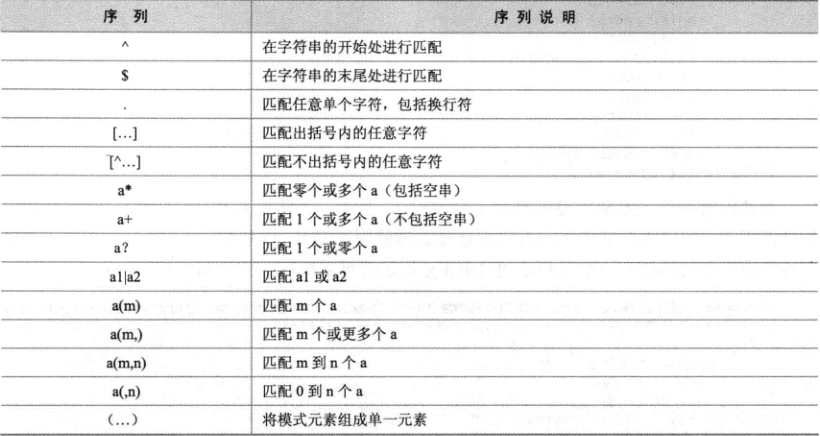 序 列 序 列 说 明
^ 在字符串的开始处进行匹配
$ 在字符串的末尾处进行匹配
. 匹配任意单个字符，包括换行符
[…] 匹配出括号内的任意字符
[^…] 匹配不出括号内的任意字符
a* 匹配零个或多个 a（包括空串）
a+ 匹配 1 个或多个 a（不包括空串）
a? 匹配 1 个或零个 a
a1|a2 匹配 a1 或 a2
a(m) 匹配 m 个 a
a(m,) 匹配 m 个或更多个 a
a(m,n) 匹配 m 到 n 个 a
a(,n) 匹配 0 到 n 个 a
（…） 将模式元素组成单一元素